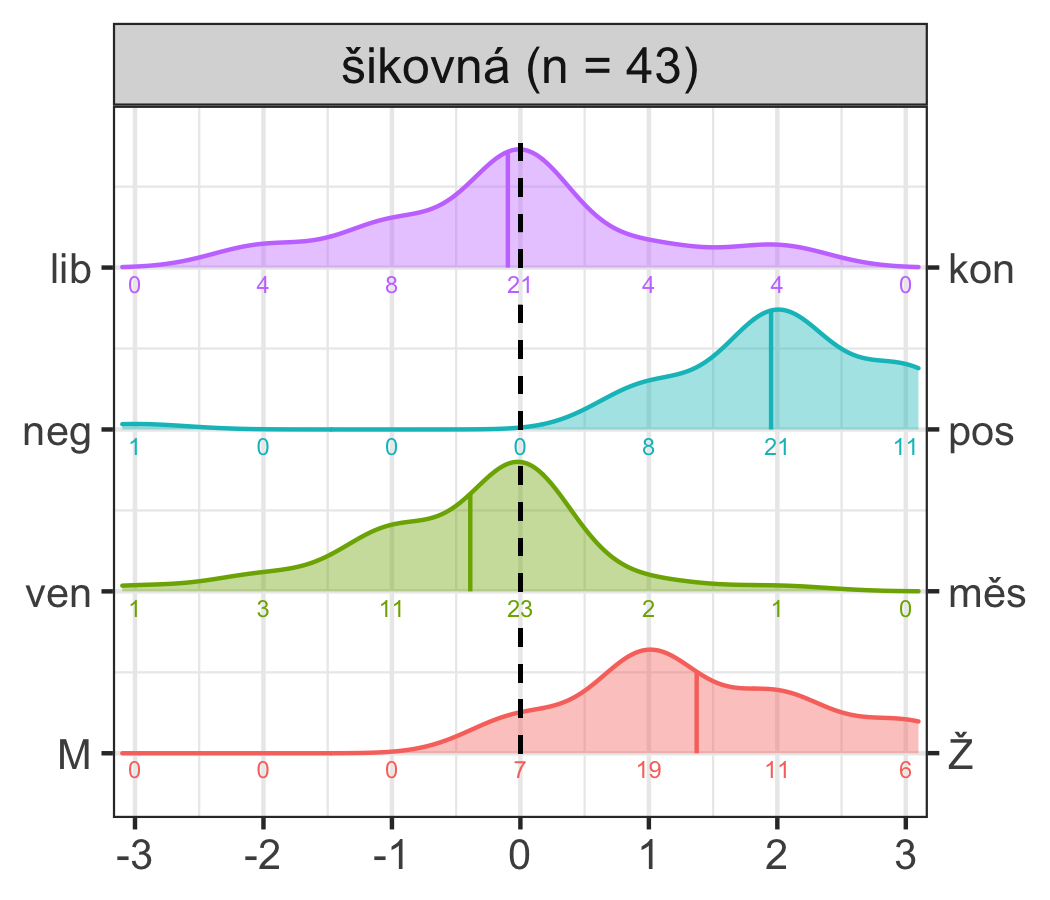 šikovná (n = 43)
lib kon
0 4 8 21 4 4 0
neg pos
1 0 0 0 8 21 11
ven měs
1 3 11 23 2 1 0
M Ž
0 0 0 7 19 11 6
-3 -2 -1 0 1 2 3